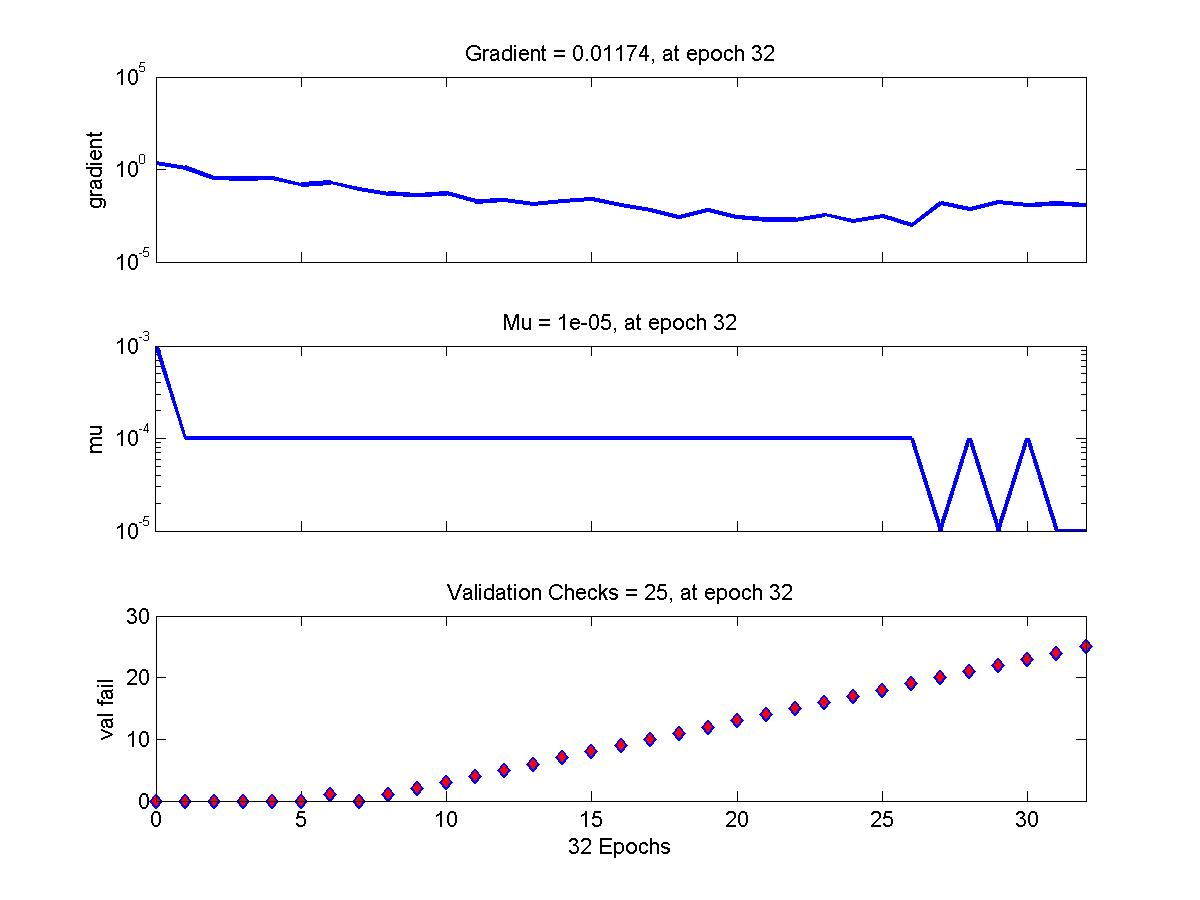 Gradient = 0.01174, at epoch 32
10^5
10^0
10^-5
gradient
Mu = 1e-05, at epoch 32
10^-3
10^-4
10^-5
mu
Validation Checks = 25, at epoch 32
30
20
10
0
val fail
0 5 10 15 20 25 30
32 Epochs